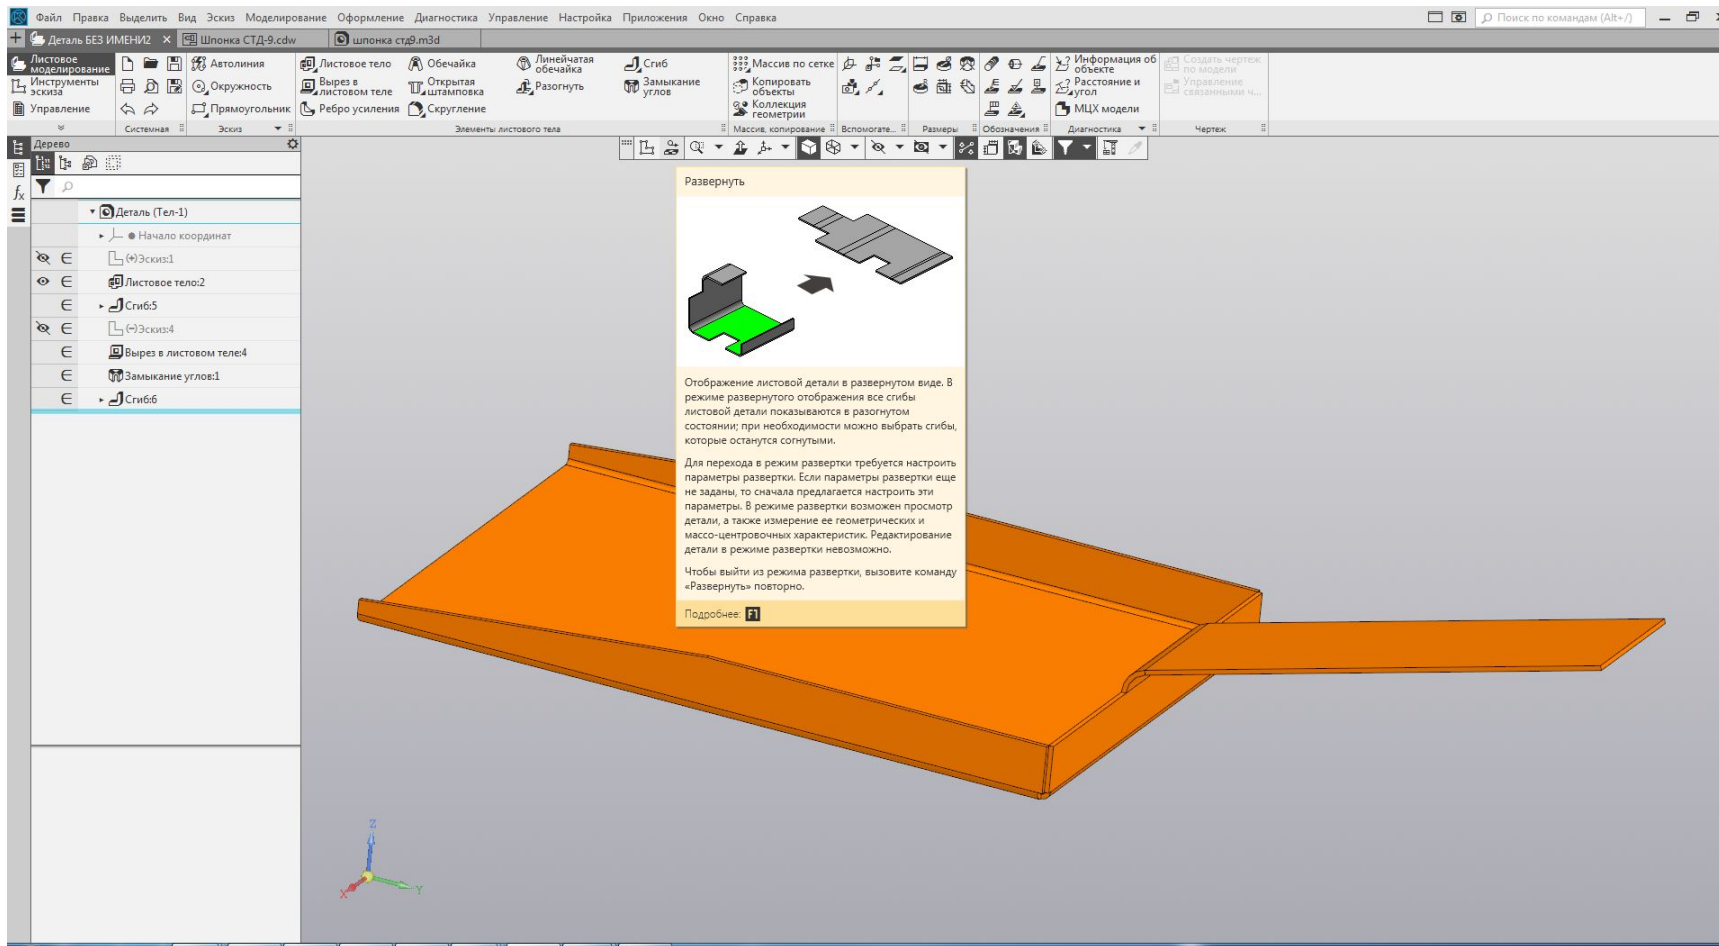 Файл Правка Выделить Вид Эскиз Моделирование Оформление Диагностика Управление Настройка Приложения Окно Справка
Поиск по командам (Alt+/)
Деталь БЕЗ ИМЕНИ2
Шпонка СТД-9.cdw
шпонка стд9.m3d
Листовое моделирование
Инструменты эскиза
Управление
Автолиния
Окружность
Прямоугольник
Листовое тело
Вырез в листовом теле
Ребро усиления
Обечайка
Открытая штамповка
Скругление
Линейчатая обечайка
Разогнуть
Сгиб
Замыкание углов
Массив по сетке
Копировать объекты
Коллекция геометрии
Информация об объекте
Расстояние и угол
МЦХ модели
Создать чертеж по модели
Управление связанными ч...
Системная
Эскиз
Элементы листового тела
Массив, копирование
Вспомогате...
Размеры
Обозначения
Диагностика
Чертеж
Дерево
Деталь (Тел-1)
Начало координат
(+)Эскиз:1
Листовое тело:2
Сгиб:5
(-)Эскиз:4
Вырез в листовом теле:4
Замыкание углов:1
Сгиб:6
Развернуть
Отображение листовой детали в развернутом виде. В
режиме развернутого отображения все сгибы
листовой детали показываются в разогнутом
состоянии; при необходимости можно выбрать сгибы,
которые останутся согнутыми.
Для перехода в режим развертки требуется настроить
параметры развертки. Если параметры развертки еще
не заданы, то сначала предлагается настроить эти
параметры. В режиме развертки возможен просмотр
детали, а также измерение ее геометрических и
массо-центровочных характеристик. Редактирование
детали в режиме развертки невозможно.
Чтобы выйти из режима развертки, вызовите команду
«Развернуть» повторно.
Подробнее: F1
Z
X
Y